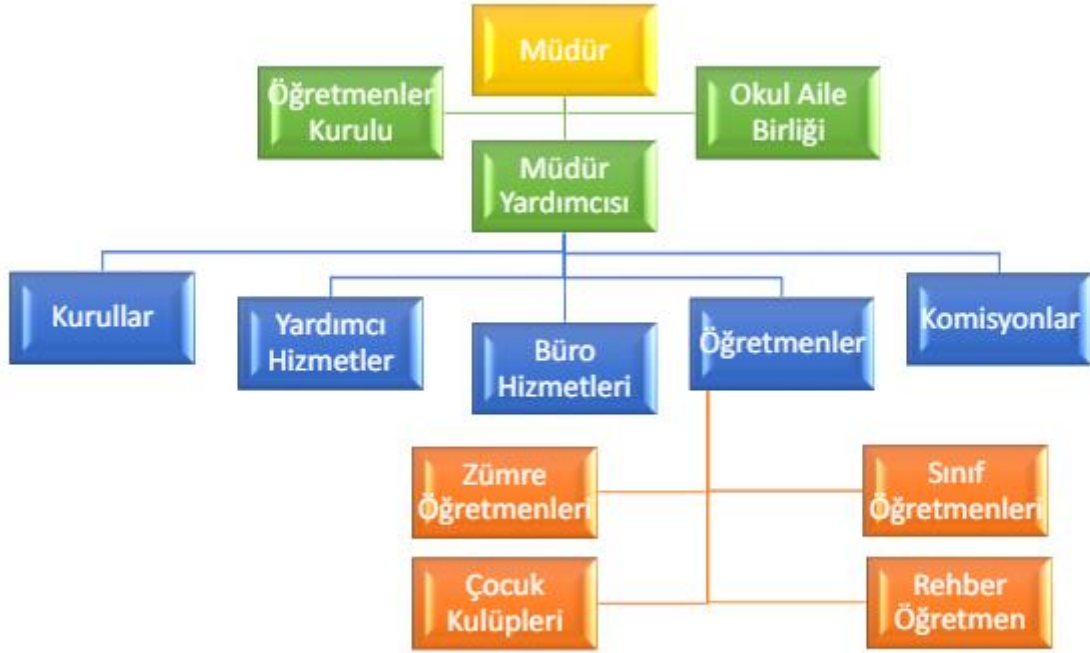 Müdür
Öğretmenler
Kurulu
Okul Aile
Birliği
Müdür
Yardımcısı
Kurullar
Yardımcı
Hizmetler
Büro
Hizmetleri
Öğretmenler
Komisyonlar
Zümre
Öğretmenleri
Sınıf
Öğretmenleri
Çocuk
Kulüpleri
Rehber
Öğretmen